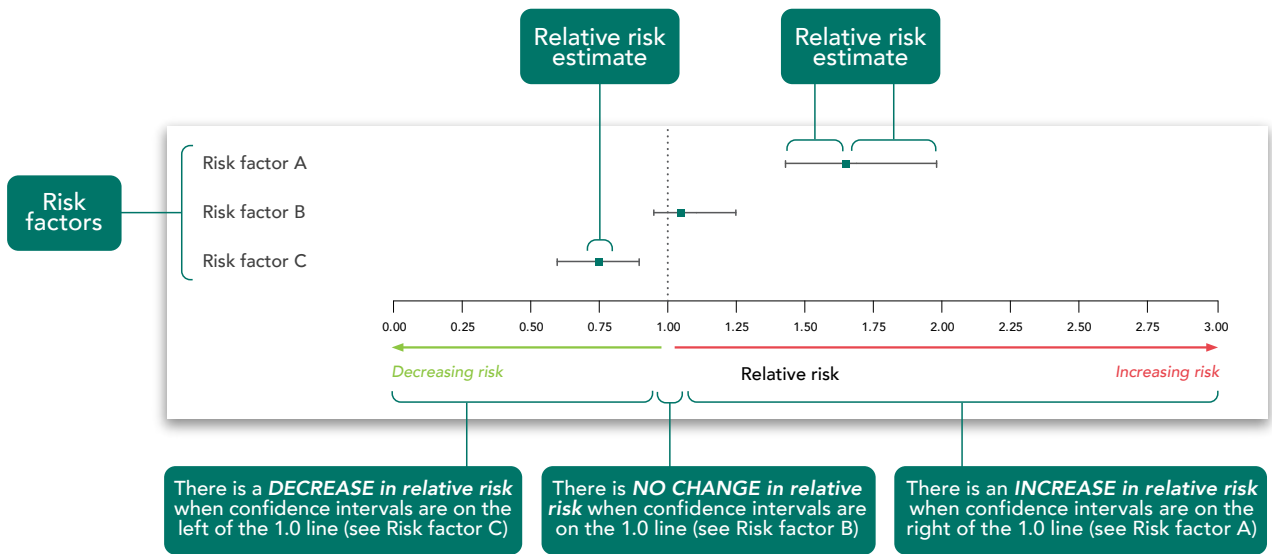 Relative risk
estimate
Relative risk
estimate
Risk
factors
Risk factor A
Risk factor B
Risk factor C
0.00 0.25 0.50 0.75 1.00 1.25 1.50 1.75 2.00 2.25 2.50 2.75 3.00
Decreasing risk Relative risk Increasing risk
There is a DECREASE in relative risk
when confidence intervals are on the
left of the 1.0 line (see Risk factor C)
There is NO CHANGE in relative
risk when confidence intervals are
on the 1.0 line (see Risk factor B)
There is an INCREASE in relative risk
when confidence intervals are on the
right of the 1.0 line (see Risk factor A)